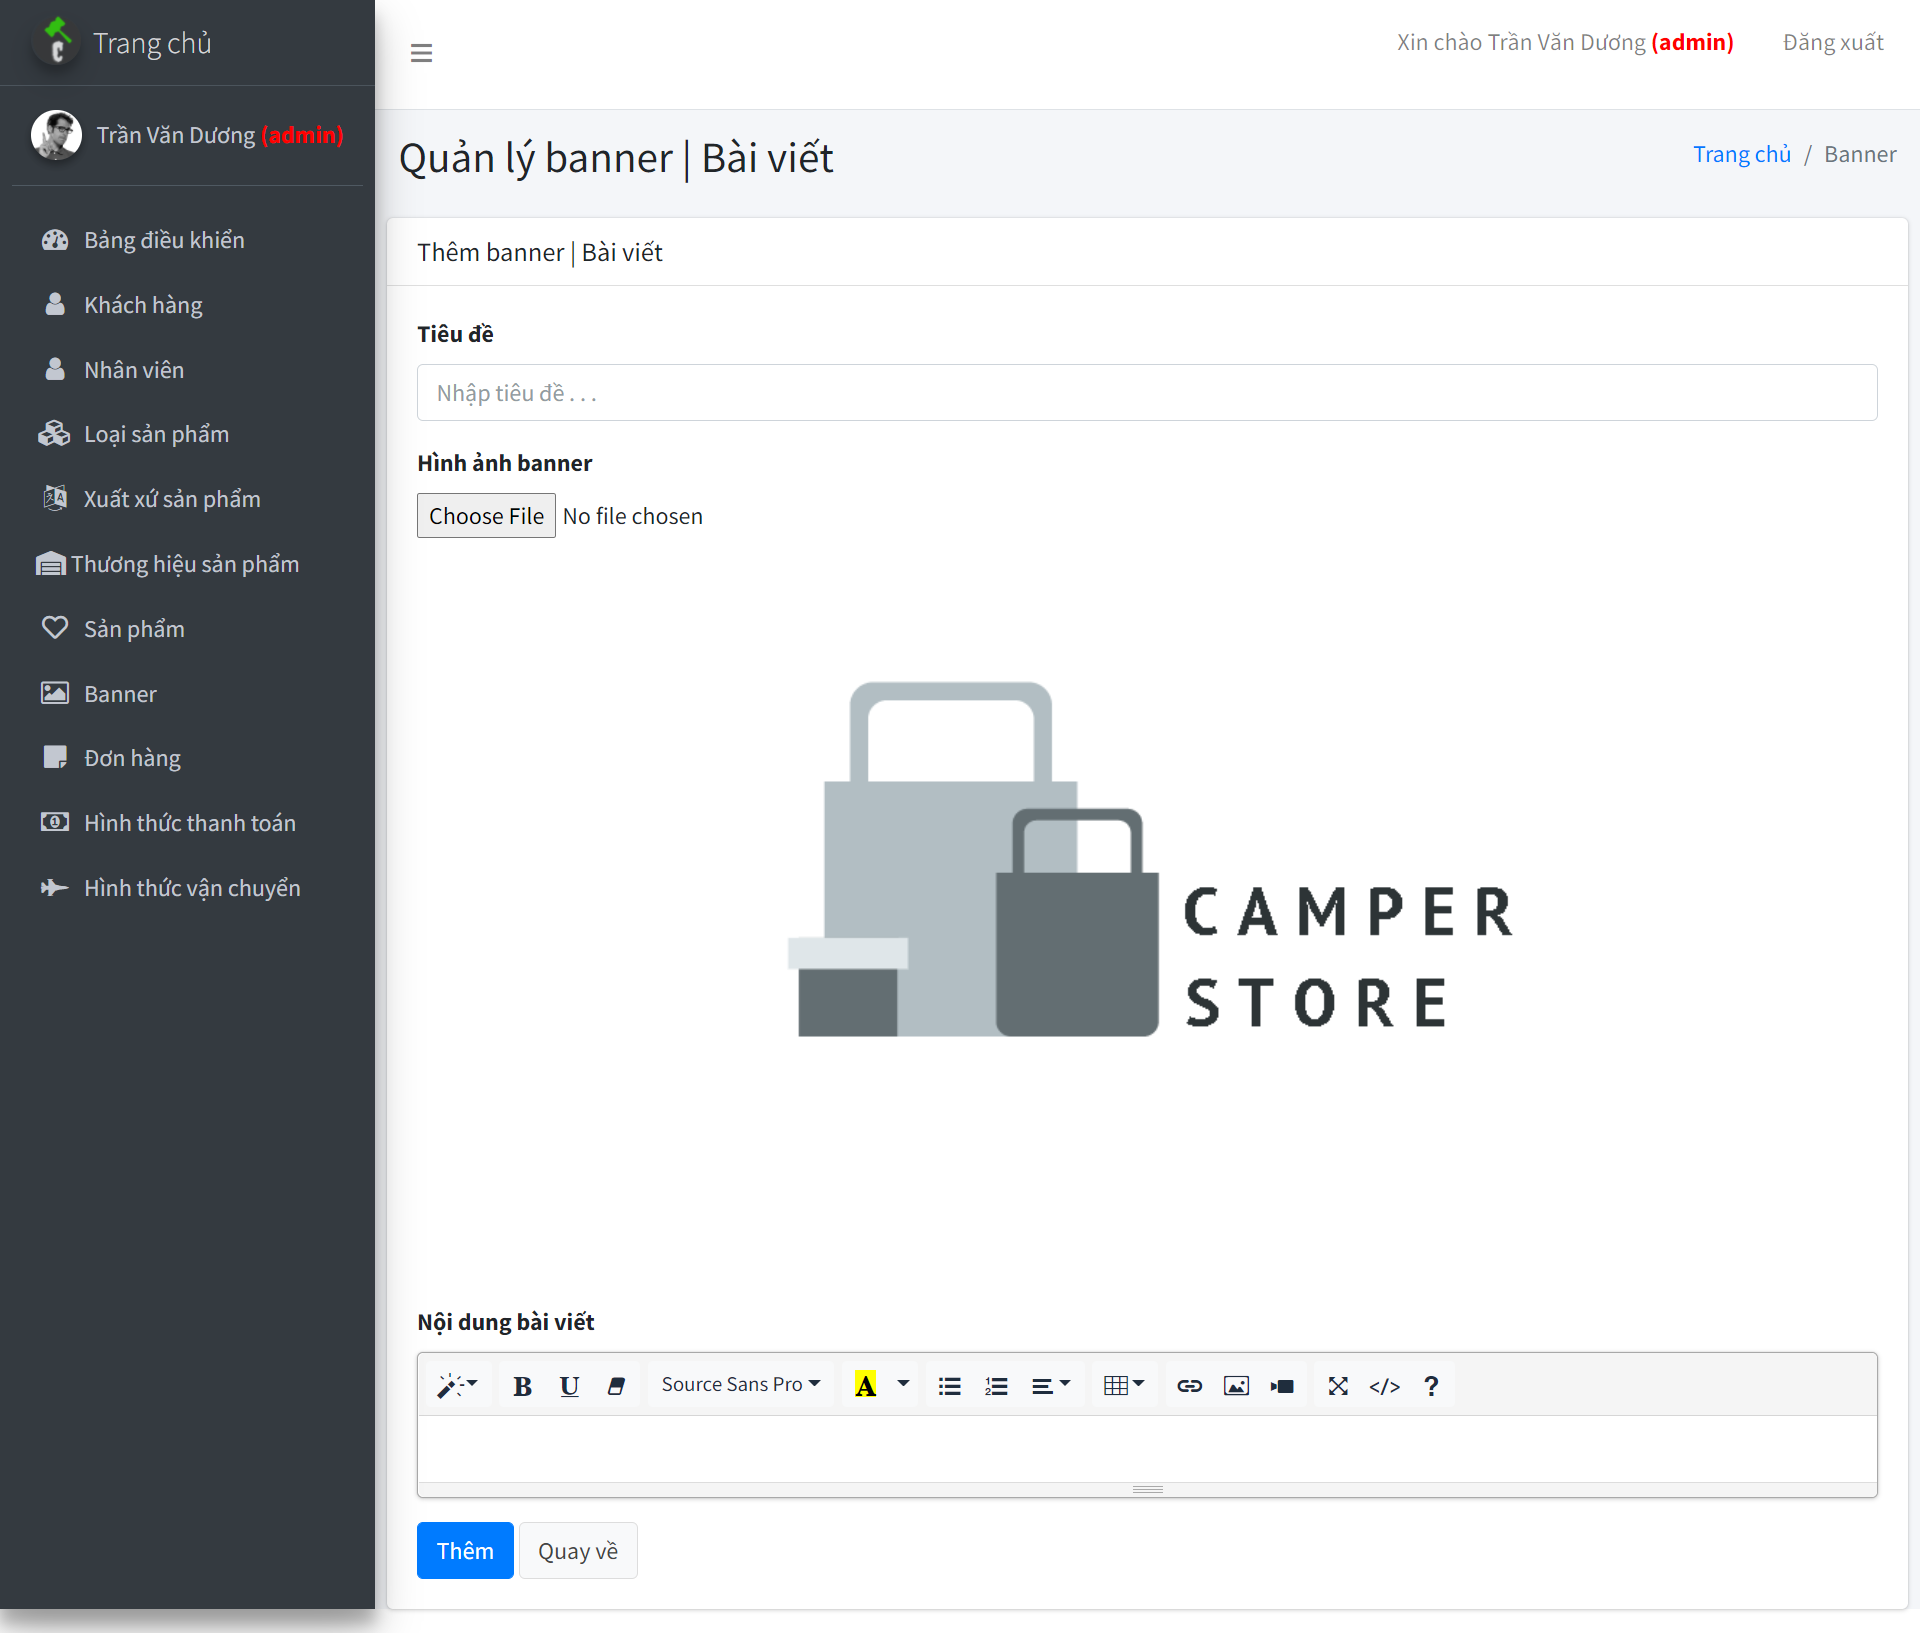 Trang chủ
Xin chào Trần Văn Dương (admin)
Đăng xuất
Trần Văn Dương (admin)
Bảng điều khiển
Khách hàng
Nhân viên
Loại sản phẩm
Xuất xứ sản phẩm
Thương hiệu sản phẩm
Sản phẩm
Banner
Đơn hàng
Hình thức thanh toán
Hình thức vận chuyển
Quản lý banner | Bài viết
Trang chủ / Banner
Thêm banner | Bài viết
Tiêu đề
Nhập tiêu đề . . .
Hình ảnh banner
Choose File No file chosen
CAMPER
STORE
Nội dung bài viết
B U Source Sans Pro A </> ?
Thêm Quay về